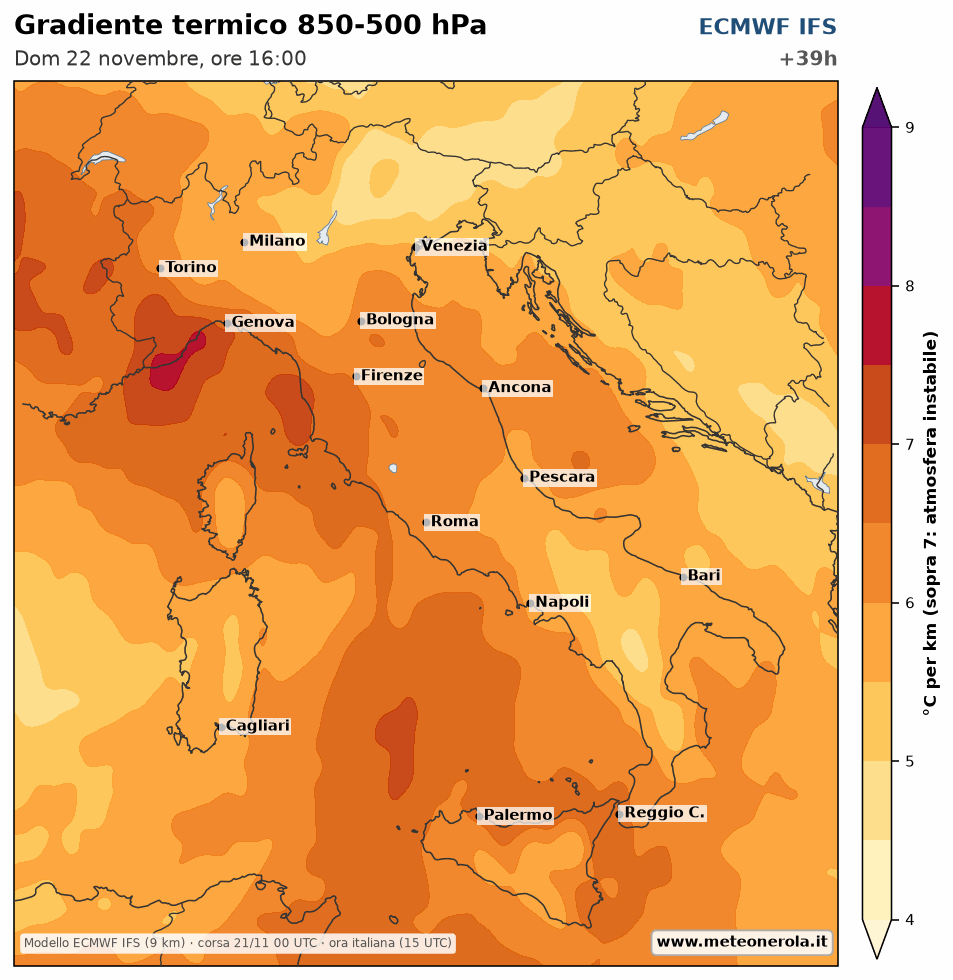 Gradiente termico 850-500 hPa
ECMWF IFS
Dom 22 novembre, ore 16:00
+39h
Milano
Venezia
Torino
Genova
Bologna
Firenze
Ancona
Pescara
Roma
Bari
Napoli
Cagliari
Palermo
Reggio C.
9
8
7
6
5
4
°C per km (sopra 7: atmosfera instabile)
Modello ECMWF IFS (9 km) · corsa 21/11 00 UTC · ora italiana (15 UTC)
www.meteonerola.it